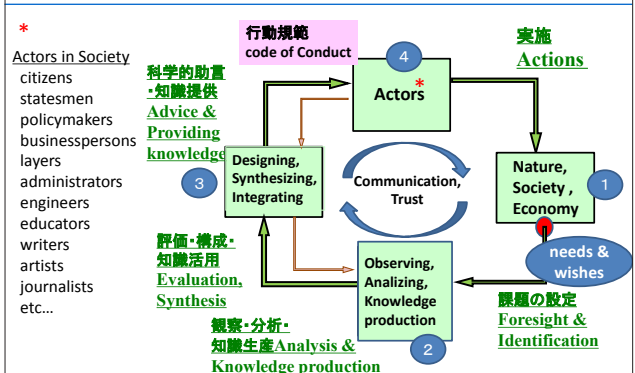 *
Actors in Society
citizens
statesmen
policymakers
businesspersons
layers
administrators
engineers
educators
writers
artists
journalists
etc…
行動規範
code of Conduct
4
Actors*
実施
Actions
科学的助言
・知識提供
Advice &
Providing
knowledge
3
Designing,
Synthesizing,
Integrating
Communication,
Trust
Nature,
Society ,
Economy
1
needs &
wishes
評価・構成・
知識活用
Evaluation,
Synthesis
Observing,
Analizing,
Knowledge
production
2
課題の設定
Foresight &
Identification
観察・分析・
知識生産Analysis &
Knowledge production